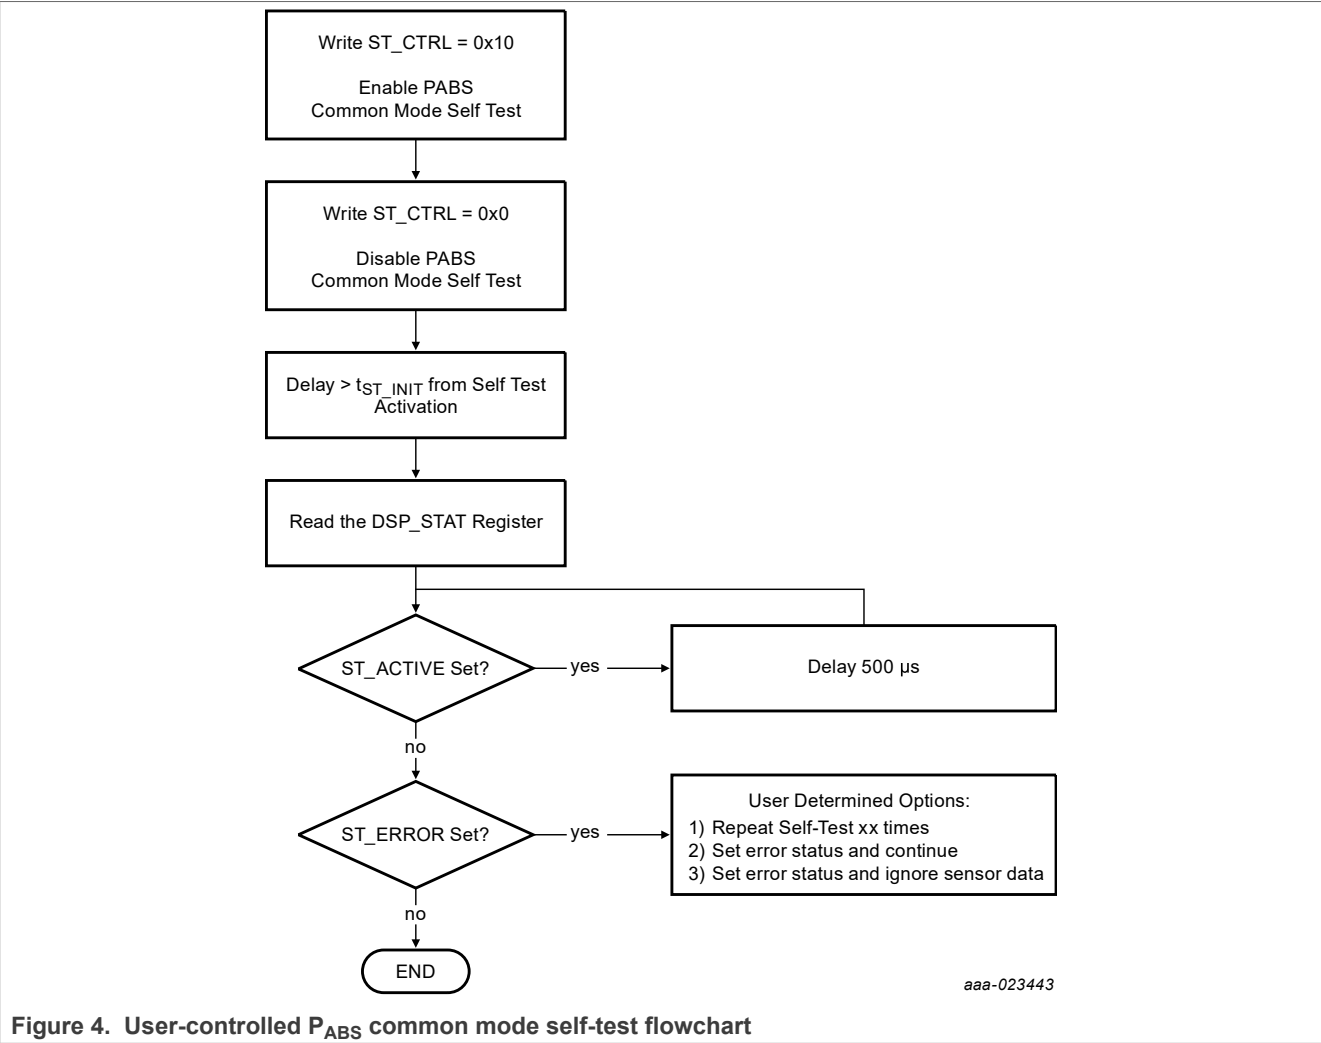 Write ST_CTRL = 0x10
Enable PABS
Common Mode Self Test
Write ST_CTRL = 0x0
Disable PABS
Common Mode Self Test
Delay > tST_INIT from Self Test
Activation
Read the DSP_STAT Register
ST_ACTIVE Set?
yes
Delay 500 µs
no
ST_ERROR Set?
yes
User Determined Options:
1) Repeat Self-Test xx times
2) Set error status and continue
3) Set error status and ignore sensor data
no
END
aaa-023443
Figure 4. User-controlled PABS common mode self-test flowchart